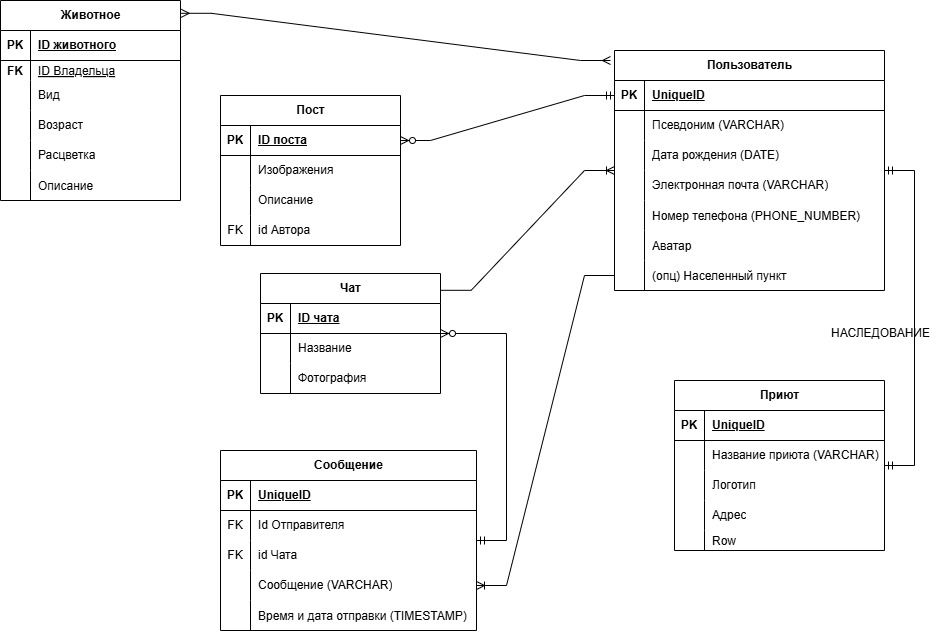 Животное
PK ID животного
FK ID Владельца
Вид
Возраст
Расцветка
Описание
Пост
PK ID поста
Изображения
Описание
FK id Автора
Пользователь
PK UniqueID
Псевдоним (VARCHAR)
Дата рождения (DATE)
Электронная почта (VARCHAR)
Номер телефона (PHONE_NUMBER)
Аватар
(опц) Населенный пункт
Чат
PK ID чата
Название
Фотография
НАСЛЕДОВАНИЕ
Приют
PK UniqueID
Название приюта (VARCHAR)
Логотип
Адрес
Row
Сообщение
PK UniqueID
FK Id Отправителя
FK id Чата
Сообщение (VARCHAR)
Время и дата отправки (TIMESTAMP)